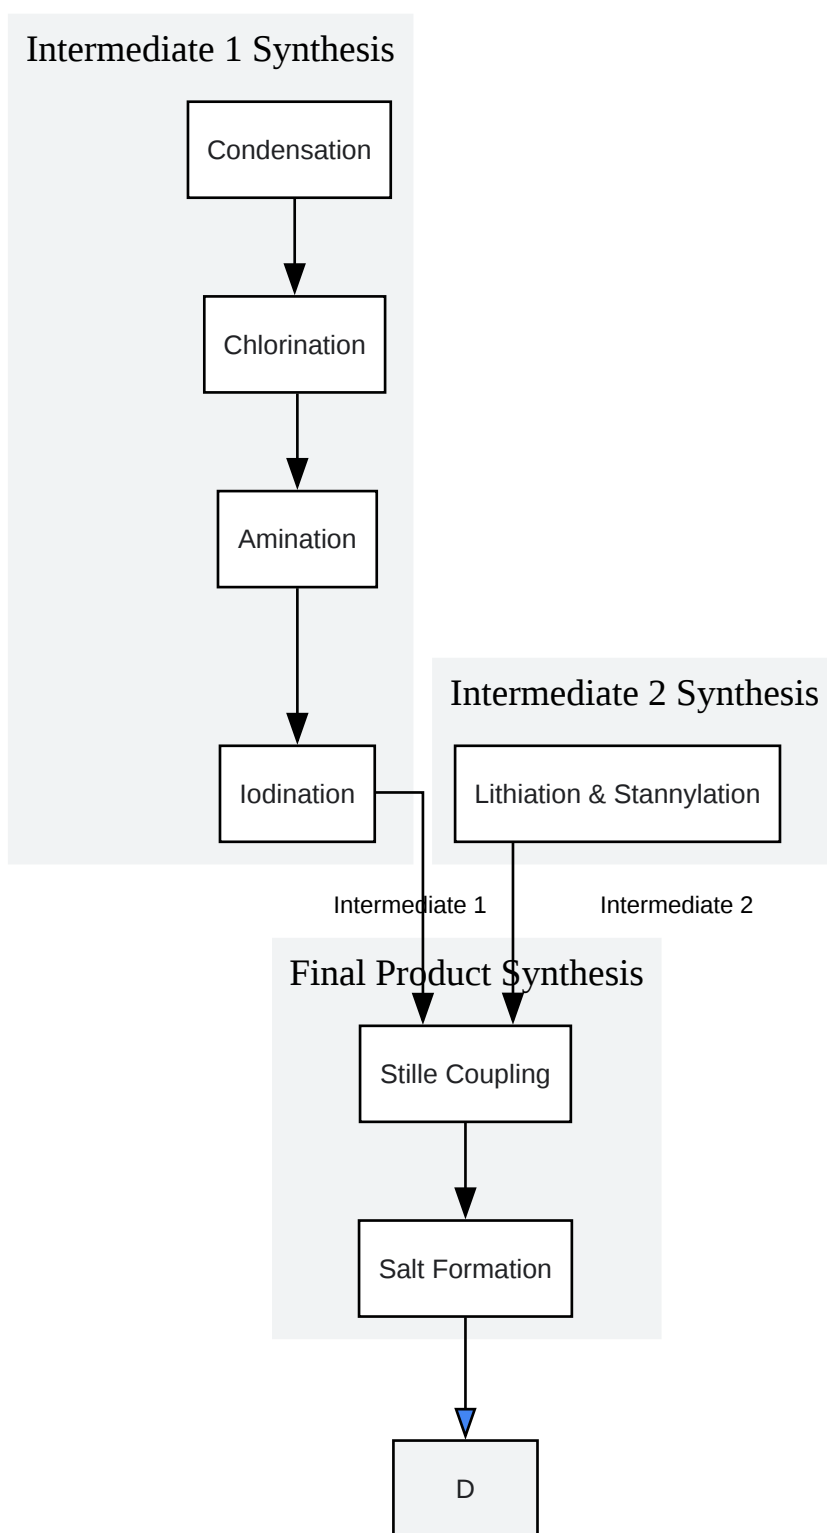 Intermediate 1 Synthesis
Condensation
Chlorination
Amination
Intermediate 2 Synthesis
Iodination
Lithiation & Stannylation
Intermediate 1
Intermediate 2
Final Product Synthesis
Stille Coupling
Salt Formation
D